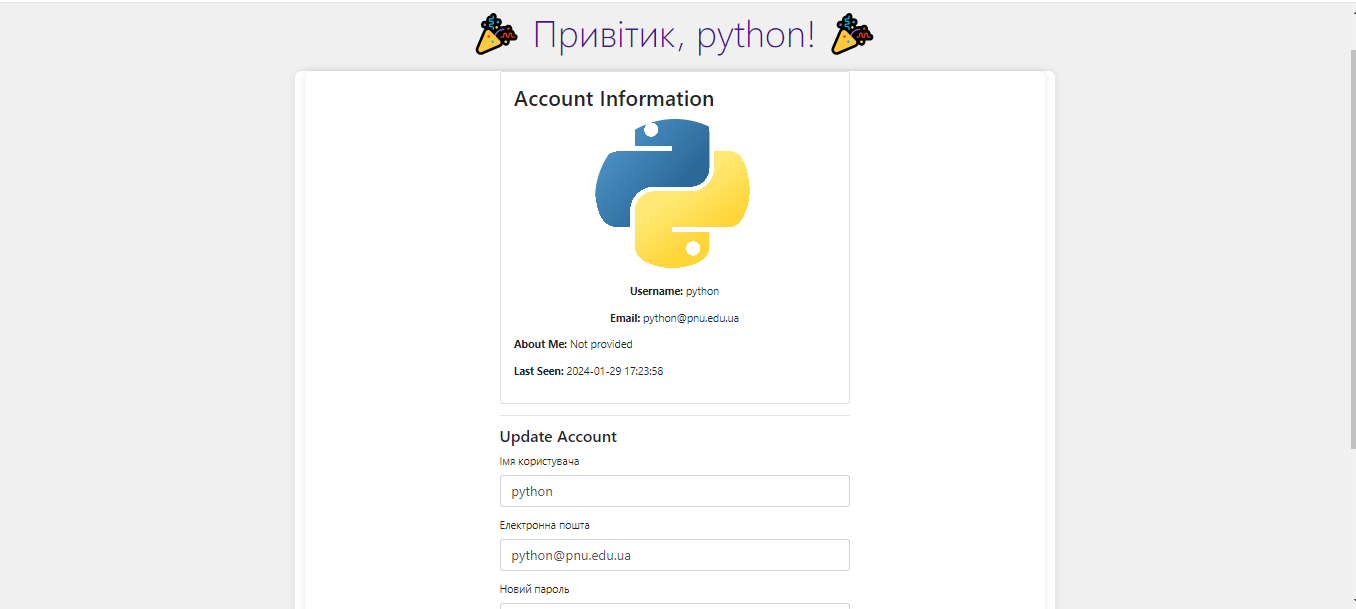 Привітик, python!
Account Information
Username: python
Email: python@pnu.edu.ua
About Me: Not provided
Last Seen: 2024-01-29 17:23:58
Update Account
Імя користувача
python
Електронна пошта
python@pnu.edu.ua
Новий пароль